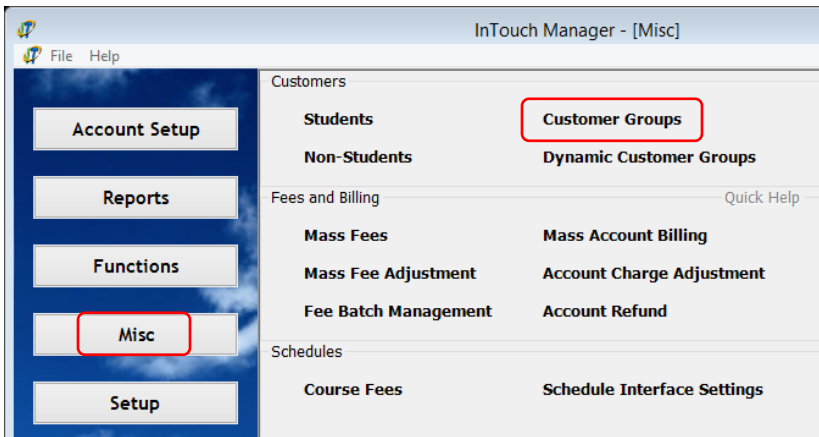 InTouch Manager - [Misc]
File Help
Account Setup
Reports
Functions
Misc
Setup
Customers
Students Customer Groups
Non-Students Dynamic Customer Groups
Fees and Billing Quick Help
Mass Fees Mass Account Billing
Mass Fee Adjustment Account Charge Adjustment
Fee Batch Management Account Refund
Schedules
Course Fees Schedule Interface Settings